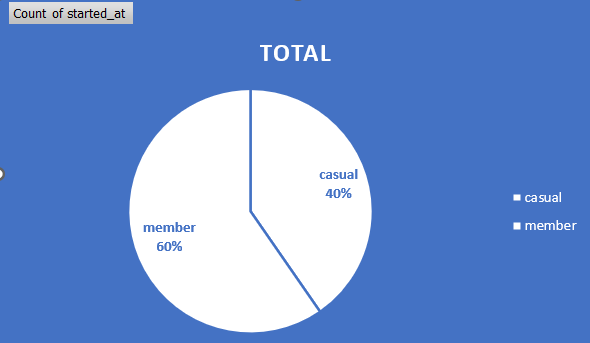 Count of started_at
TOTAL
casual
40%
member
60%
casual
member